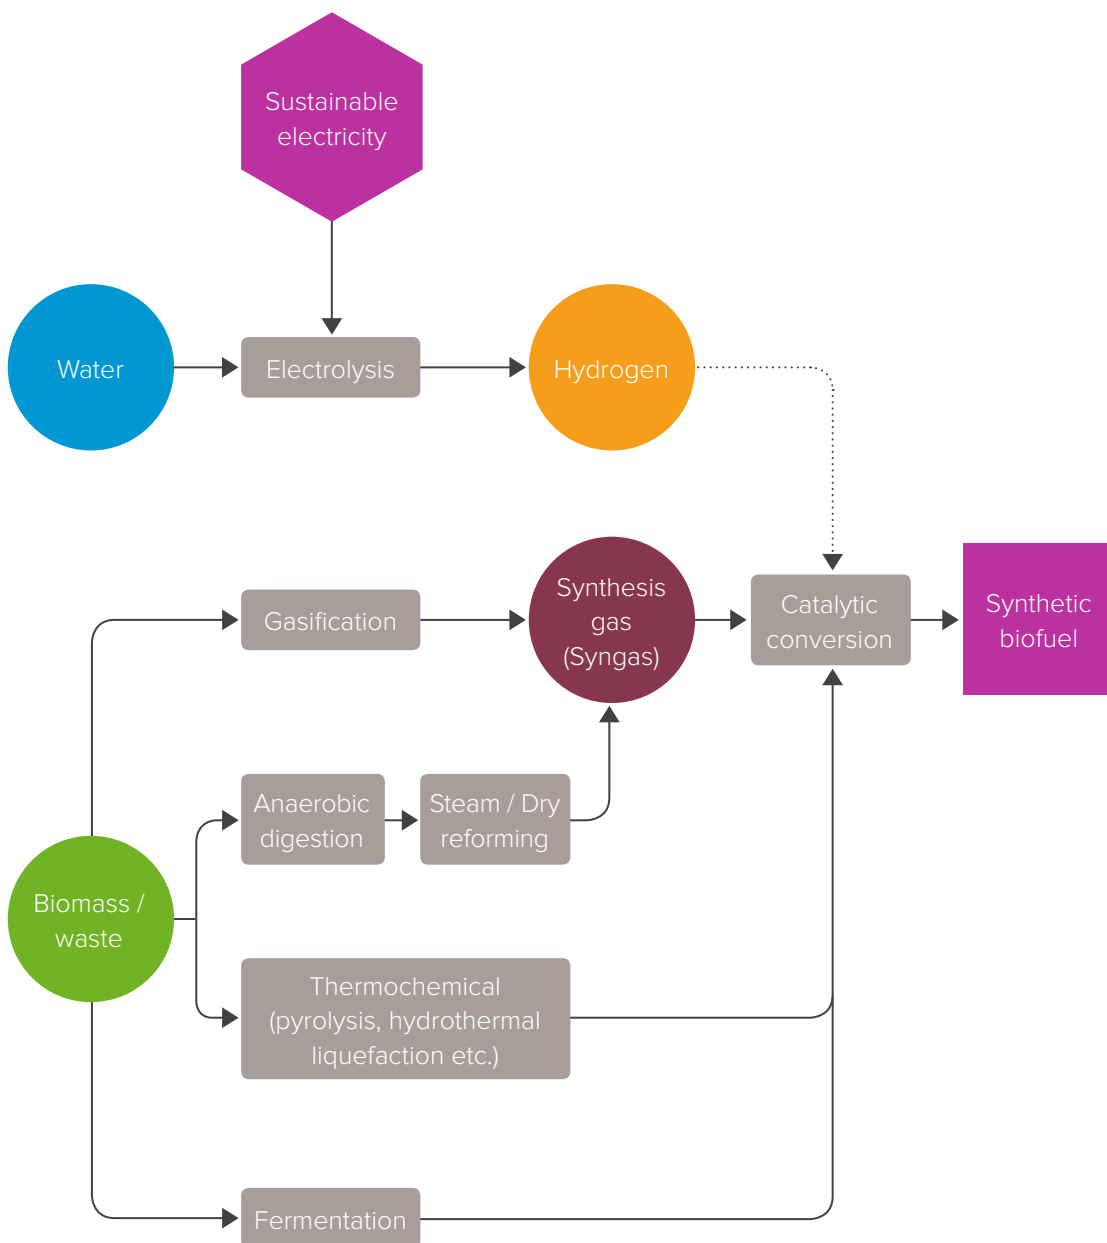 Sustainable
electricity
Water
Electrolysis
Hydrogen
Gasification
Synthesis
gas
(Syngas)
Catalytic
conversion
Synthetic
biofuel
Anaerobic
digestion
Steam / Dry
reforming
Biomass /
waste
Thermochemical
(pyrolysis, hydrothermal
liquefaction etc.)
Fermentation